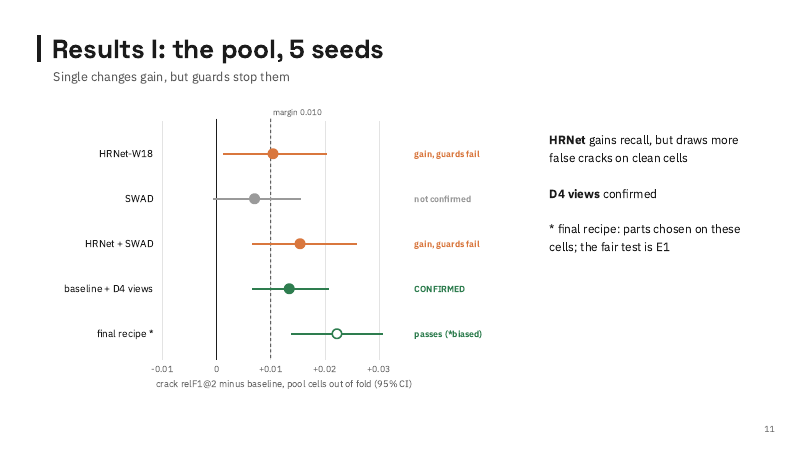 Results I: the pool, 5 seeds
Single changes gain, but guards stop them
margin 0.010
HRNet-W18
gain, guards fail
SWAD
not confirmed
HRNet + SWAD
gain, guards fail
baseline + D4 views
CONFIRMED
final recipe *
passes (*biased)
-0.01 0 +0.01 +0.02 +0.03
crack relF1@2 minus baseline, pool cells out of fold (95% CI)
HRNet gains recall, but draws more
false cracks on clean cells
D4 views confirmed
* final recipe: parts chosen on these
cells; the fair test is E1
11